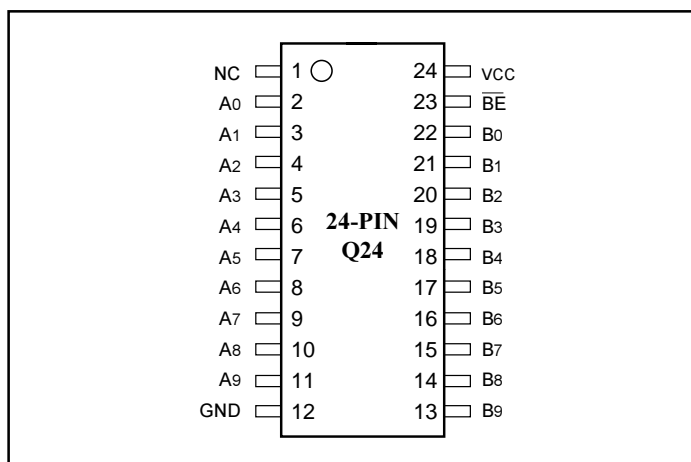 NC 1 24 VCC
A0 2 23 B̅E̅
A1 3 22 B0
A2 4 21 B1
A3 5 20 B2
A4 6 24-PIN 19 B3
A5 7 Q24 18 B4
A6 8 17 B5
A7 9 16 B6
A8 10 15 B7
A9 11 14 B8
GND 12 13 B9